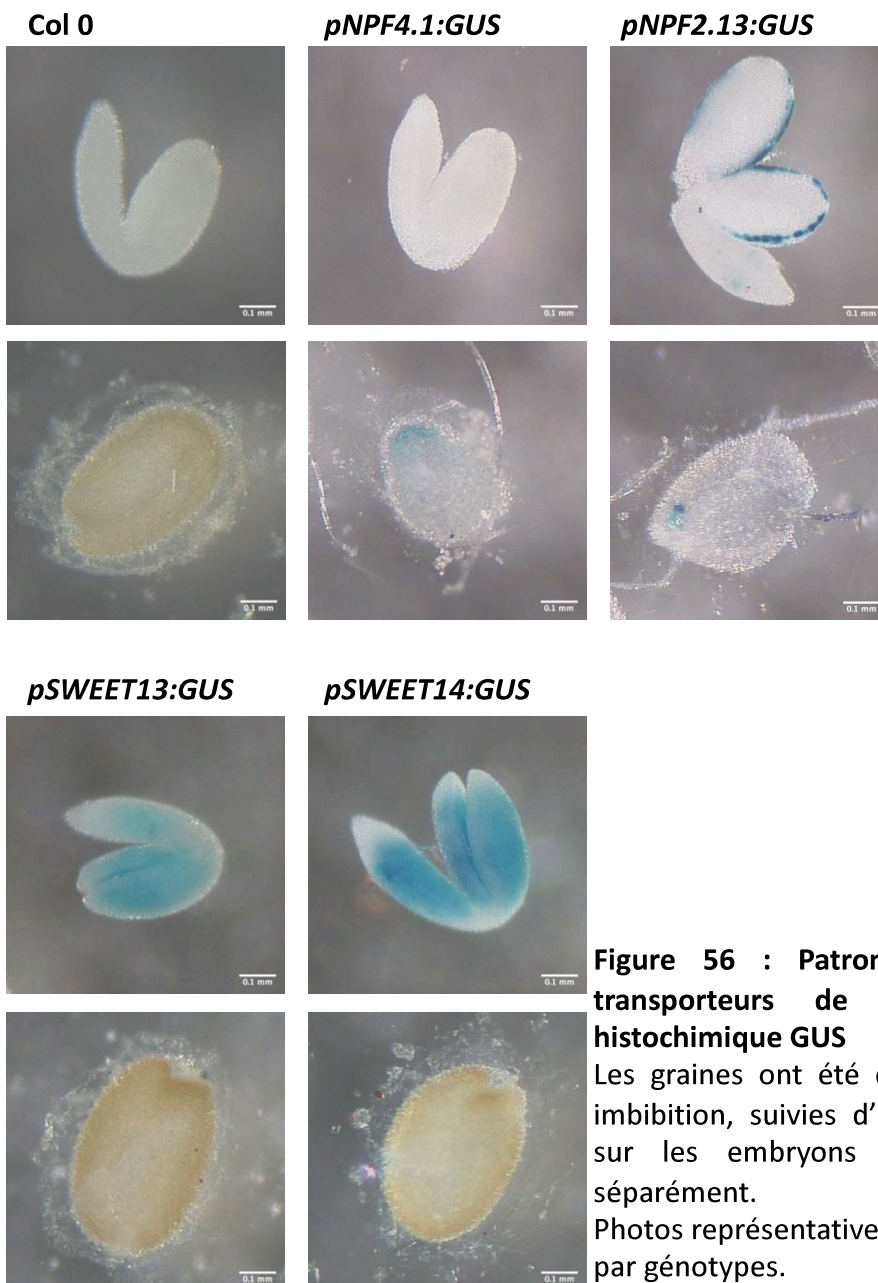 Col 0
pNPF4.1:GUS
pNPF2.13:GUS
0.1 mm
0.1 mm
0.1 mm
0.1 mm
0.1 mm
0.1 mm
pSWEET13:GUS
pSWEET14:GUS
0.1 mm
0.1 mm
0.1 mm
0.1 mm
Figure 56 : Patron
transporteurs de
histochimique GUS
Les graines ont été
imbibition, suivies d’
sur les embryons
séparément.
Photos représentative
par génotypes.